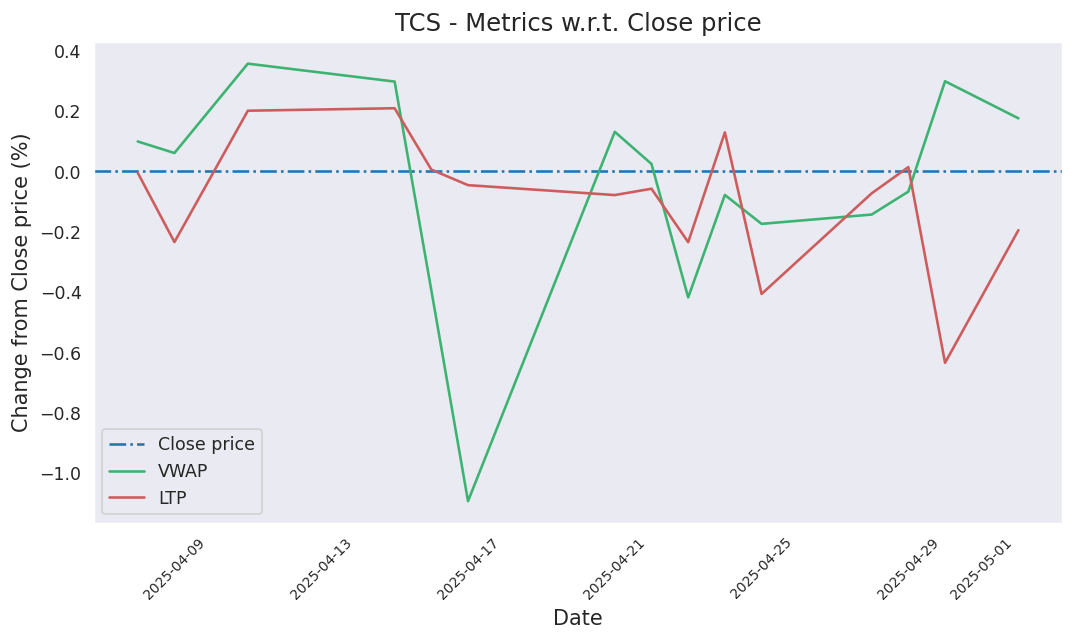 TCS - Metrics w.r.t. Close price
Change from Close price (%)
0.4
0.2
0.0
−0.2
−0.4
−0.6
−0.8
−1.0
Close price
VWAP
LTP
2025-04-09
2025-04-13
2025-04-17
2025-04-21
2025-04-25
2025-04-29
2025-05-01
Date